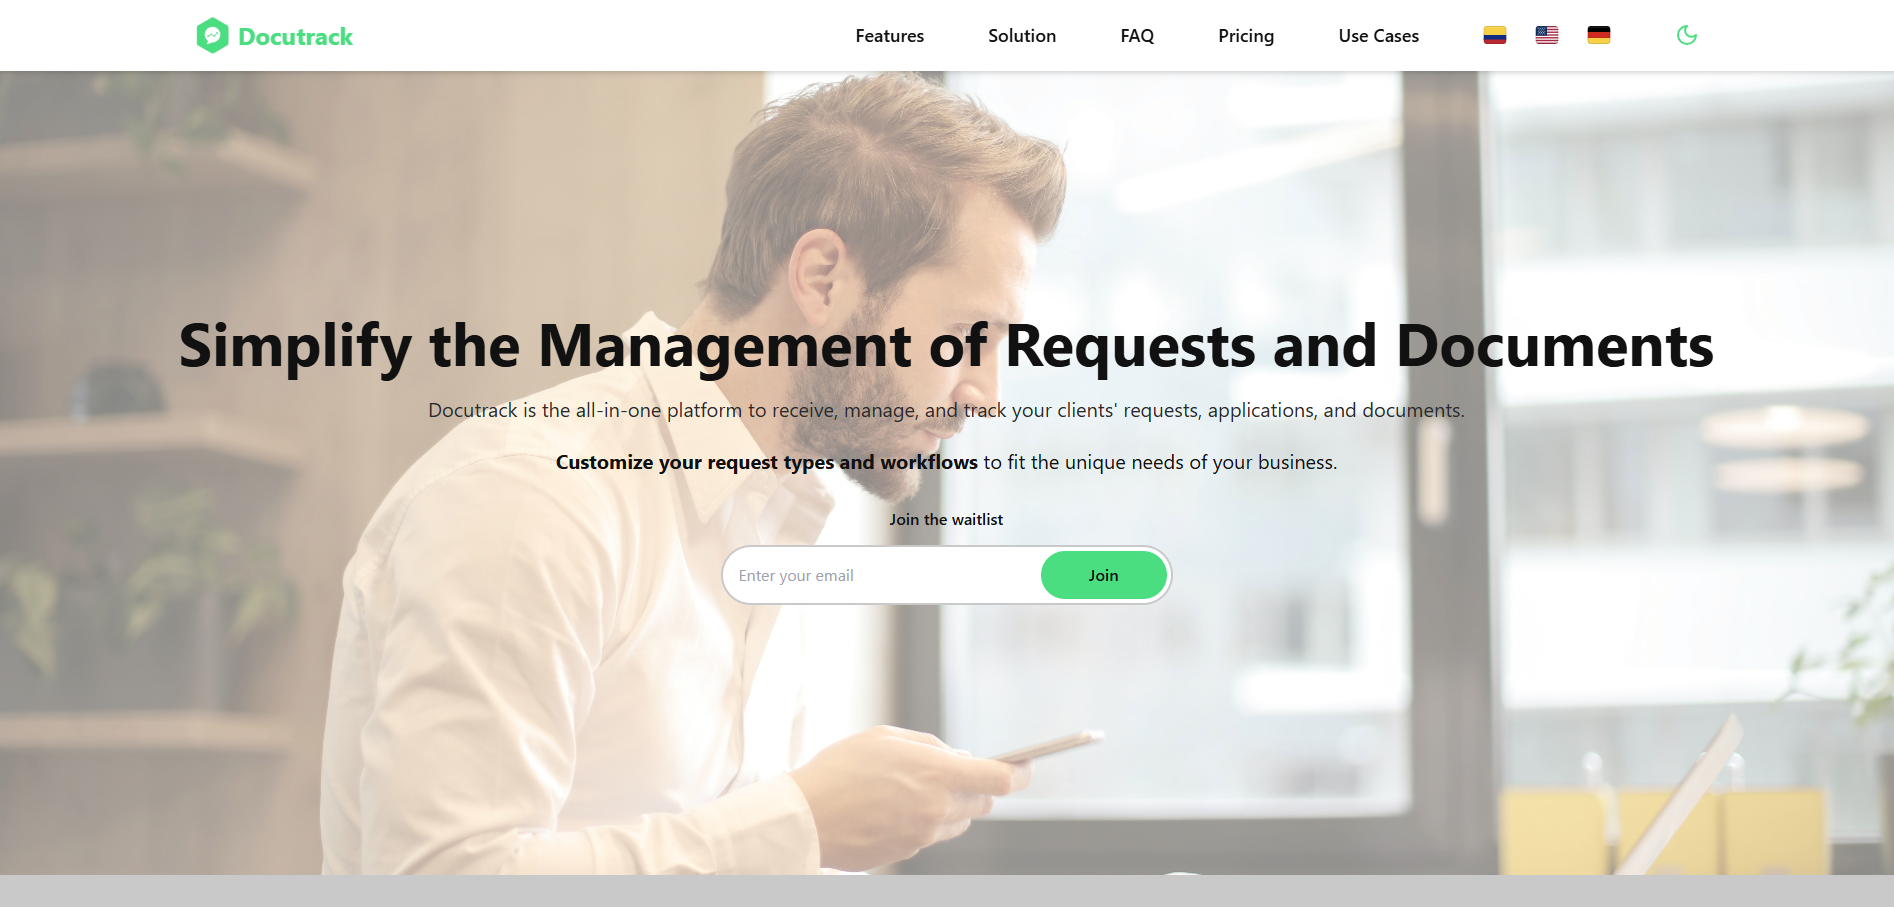 Docutrack
Features
Solution
FAQ
Pricing
Use Cases
Simplify the Management of Requests and Documents
Docutrack is the all-in-one platform to receive, manage, and track your clients' requests, applications, and documents.
Customize your request types and workflows to fit the unique needs of your business.
Join the waitlist
Enter your email
Join